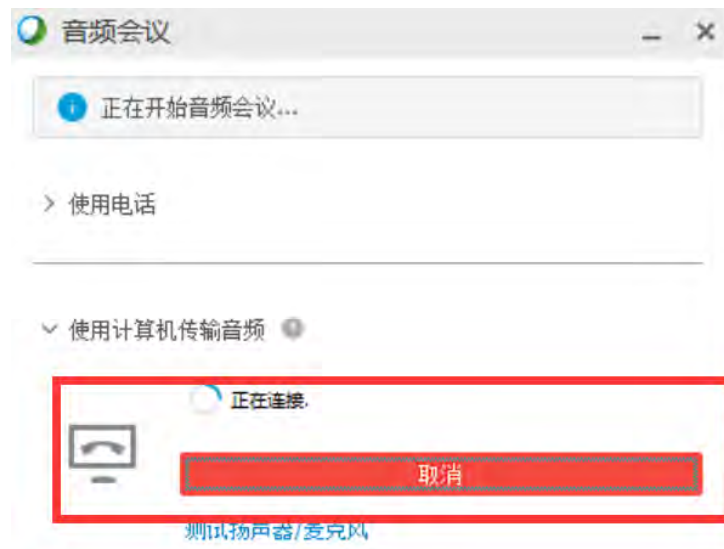 音频会议
正在开始音频会议...
使用电话
使用计算机传输音频
正在连接.
取消
测试扬声器/麦克风